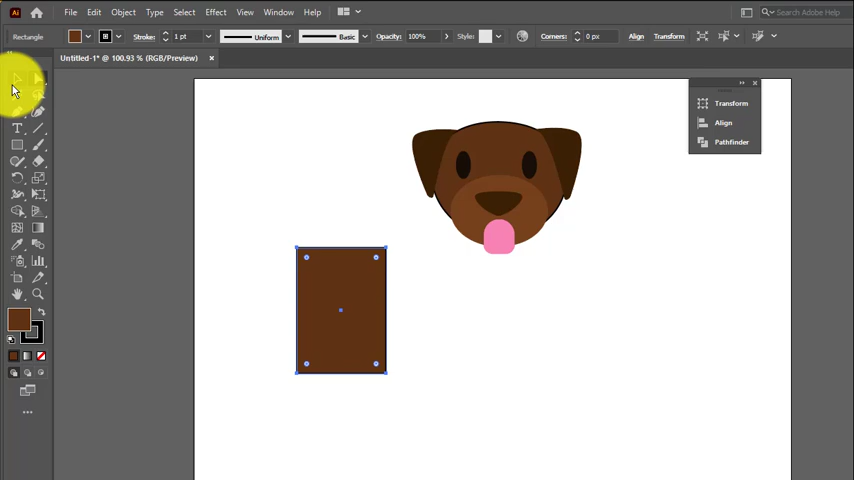 Ai File Edit Object Type Select Effect View Window Help Search Adobe Help
Rectangle Stroke: 1 pt Uniform Basic Opacity: 100% Style: Corners: 0 px Align Transform
Untitled-1* @ 100.93 % (RGB/Preview) ×
Transform
Align
Pathfinder
T